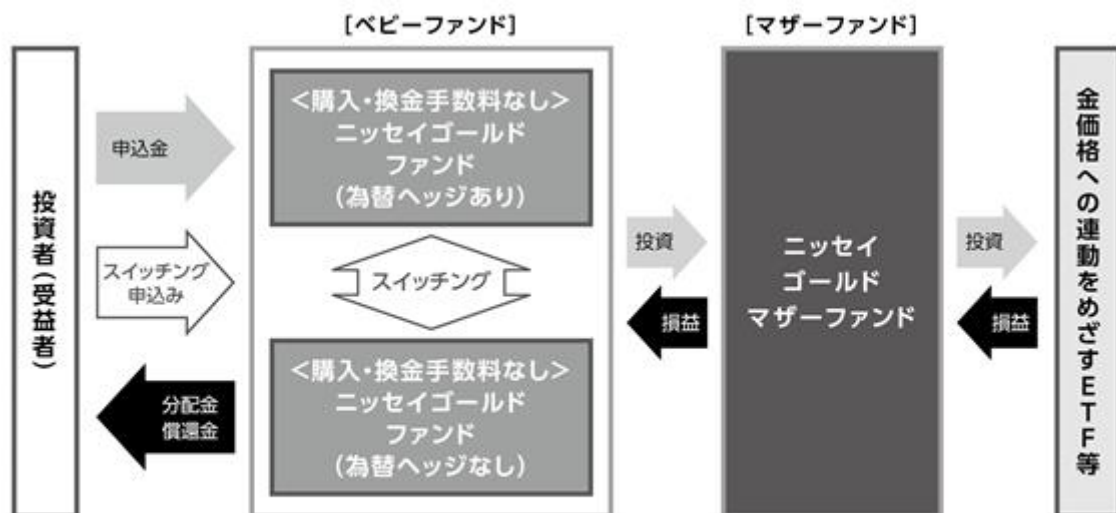 [ベビーファンド]
[マザーファンド]
投資者(受益者)
申込金
スイッチング
申込み
分配金
償還金
<購入・換金手数料なし>
ニッセイゴールド
ファンド
(為替ヘッジあり)
スイッチング
<購入・換金手数料なし>
ニッセイゴールド
ファンド
(為替ヘッジなし)
投資
損益
ニッセイ
ゴールド
マザーファンド
投資
損益
金価格への連動をめざすETF等